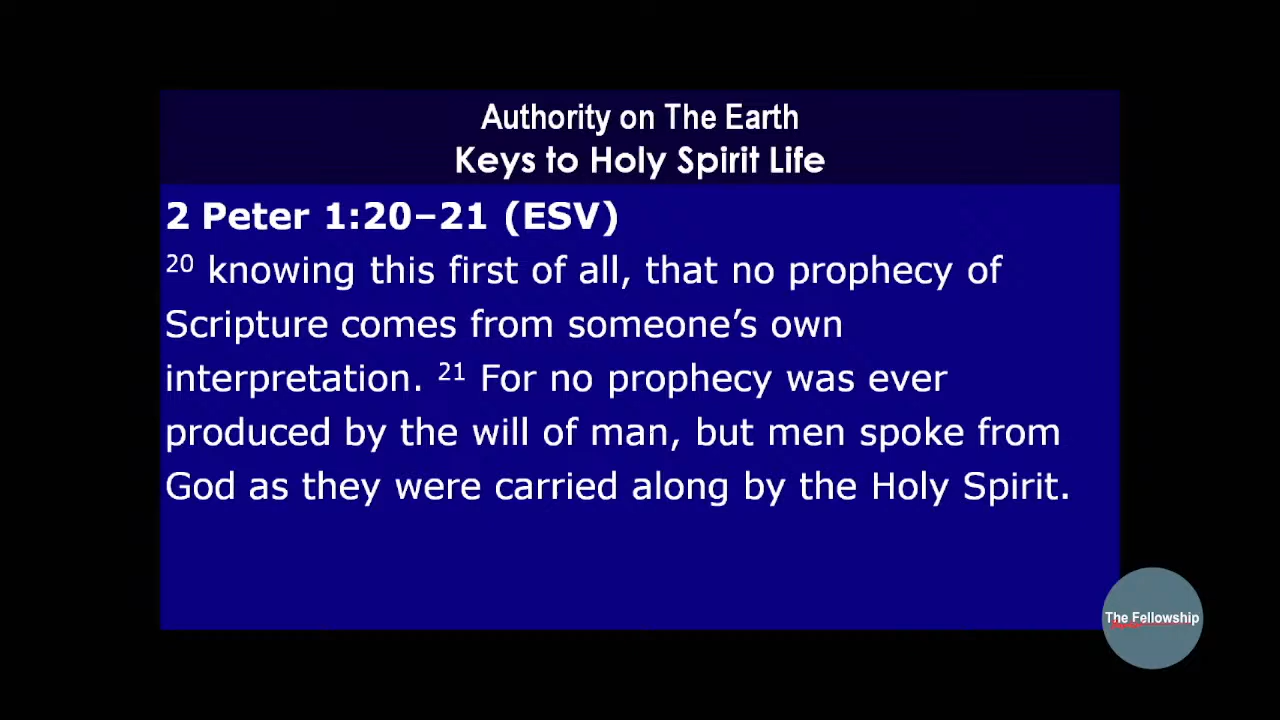 Authority on The Earth
Keys to Holy Spirit Life
2 Peter 1:20–21 (ESV)
20 knowing this first of all, that no prophecy of
Scripture comes from someone’s own
interpretation. 21 For no prophecy was ever
produced by the will of man, but men spoke from
God as they were carried along by the Holy Spirit.
The Fellowship